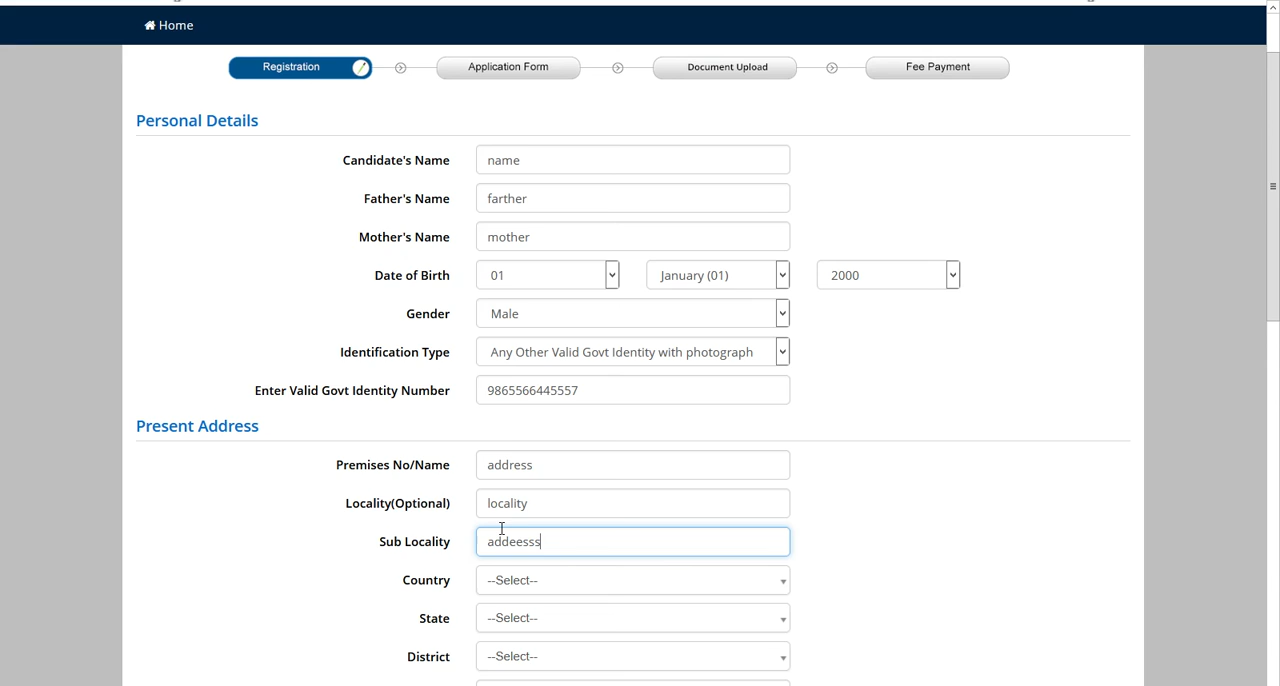 Home
Registration
Application Form
Document Upload
Fee Payment
Personal Details
Candidate's Name
name
Father's Name
farther
Mother's Name
mother
Date of Birth
01
January (01)
2000
Gender
Male
Identification Type
Any Other Valid Govt Identity with photograph
Enter Valid Govt Identity Number
9865566445557
Present Address
Premises No/Name
address
Locality(Optional)
locality
Sub Locality
addeesss
Country
--Select--
State
--Select--
District
--Select--